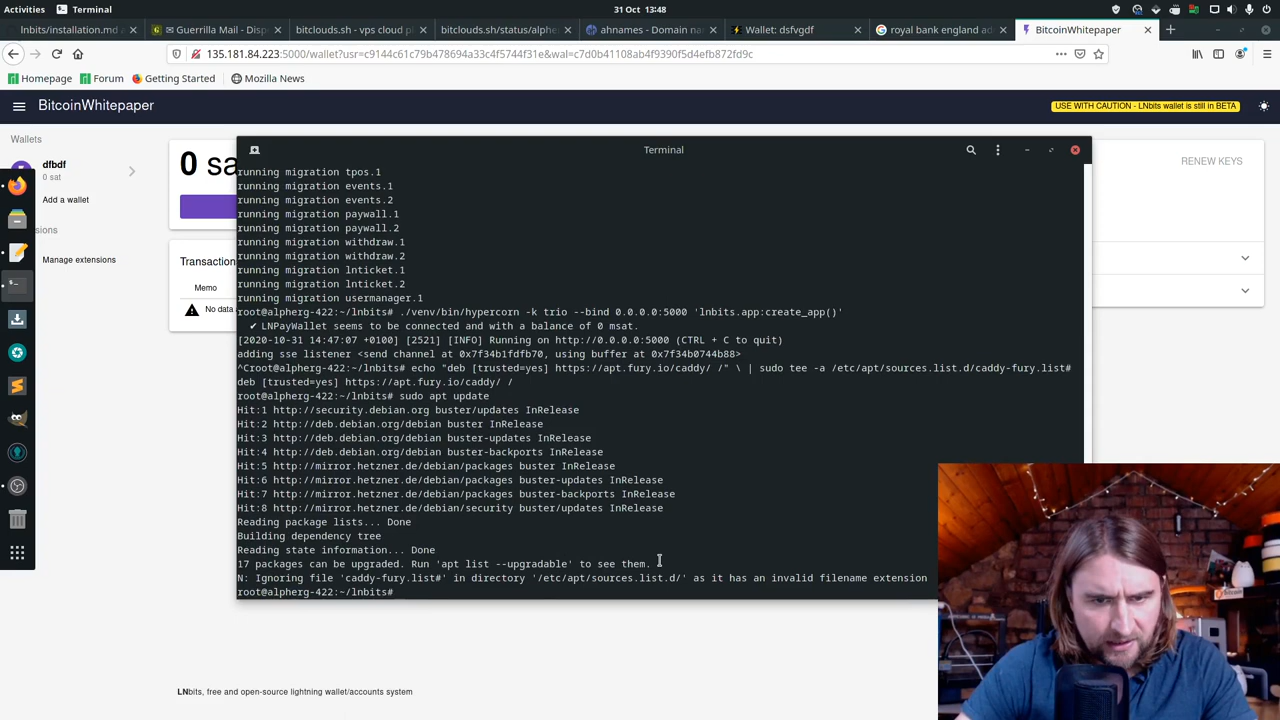 Activities
Terminal
31 Oct 13:48
lnbits/installation.md a
Guerrilla Mail - Disp
bitclouds.sh - vps cloud pl
bitclouds.sh/status/alphe
ahnames - Domain na
Wallet: dsfvgdf
royal bank england ad
BitcoinWhitepaper
135.181.84.223:5000/wallet?usr=c9144c61c79349259233c4f5744f31e&wal=c7d0b41108ab4f9390f5d4efb872fd9c
Homepage
Forum
Getting Started
Mozilla News
BitcoinWhitepaper
USE WITH CAUTION - LNbits wallet is still in BETA
Wallets
dfbdf
0 sat
Add a wallet
sions
Manage extensions
0 sa
Transaction
Memo
No data a
RENEW KEYS
Terminal
running migration tpos.1
running migration events.1
running migration events.2
running migration paywall.1
running migration paywall.2
running migration withdraw.1
running migration withdraw.2
running migration lnticket.1
running migration lnticket.2
running migration usermanager.1
root@alpherg-422:~/lnbits# ./venv/bin/hypercorn -k trio --bind 0.0.0.0:5000 'lnbits.app:create_app()'
✔ LNPayWallet seems to be connected and with a balance of 0 msat.
[2020-10-31 14:47:07 +0100] [2521] [INFO] Running on http://0.0.0.0:5000 (CTRL + C to quit)
adding sse listener <send channel at 0x7f34b1fdfb70, using buffer at 0x7f34b0744b88>
^Croot@alpherg-422:~/lnbits# echo "deb [trusted=yes] https://apt.fury.io/caddy/ /" \ | sudo tee -a /etc/apt/sources.list.d/caddy-fury.list#
deb [trusted=yes] https://apt.fury.io/caddy/ /
root@alpherg-422:~/lnbits# sudo apt update
Hit:1 http://security.debian.org buster/updates InRelease
Hit:2 http://deb.debian.org/debian buster InRelease
Hit:3 http://deb.debian.org/debian buster-updates InRelease
Hit:4 http://deb.debian.org/debian buster-backports InRelease
Hit:5 http://mirror.hetzner.de/debian/packages buster InRelease
Hit:6 http://mirror.hetzner.de/debian/packages buster-updates InRelease
Hit:7 http://mirror.hetzner.de/debian/packages buster-backports InRelease
Hit:8 http://mirror.hetzner.de/debian/security buster/updates InRelease
Reading package lists... Done
Building dependency tree
Reading state information... Done
17 packages can be upgraded. Run 'apt list --upgradable' to see them.
N: Ignoring file 'caddy-fury.list#' in directory '/etc/apt/sources.list.d/' as it has an invalid filename extension
root@alpherg-422:~/lnbits#
LNbits, free and open-source lightning wallet/accounts system